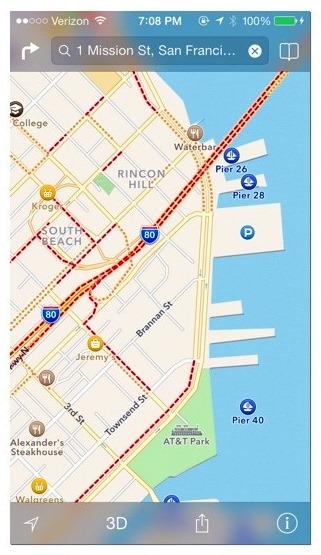 Verizon 7:08 PM 100%
1 Mission St, San Franci...
College
Waterbar
Pier 26
RINCON
HILL
Pier 28
Kroger
P
SOUTH
BEACH
80
80
Brannan St
Jeremy
3rd St
Townsend St
Pier 40
AT&T Park
Alexander's
Steakhouse
Walgreens
3D